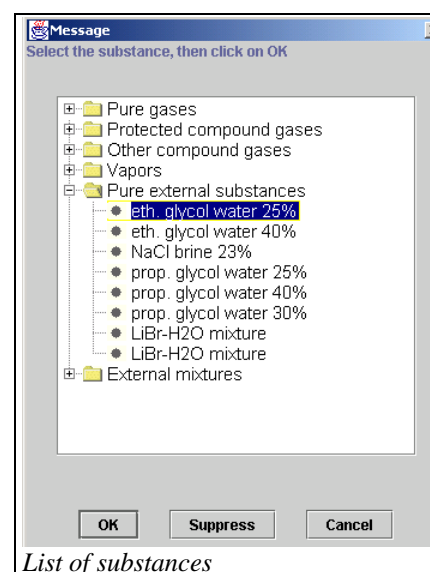 Message
Select the substance, then click on OK
Pure gases
Protected compound gases
Other compound gases
Vapors
Pure external substances
eth. glycol water 25%
eth. glycol water 40%
NaCl brine 23%
prop. glycol water 25%
prop. glycol water 40%
prop. glycol water 30%
LiBr-H2O mixture
LiBr-H2O mixture
External mixtures
OK Suppress Cancel
List of substances